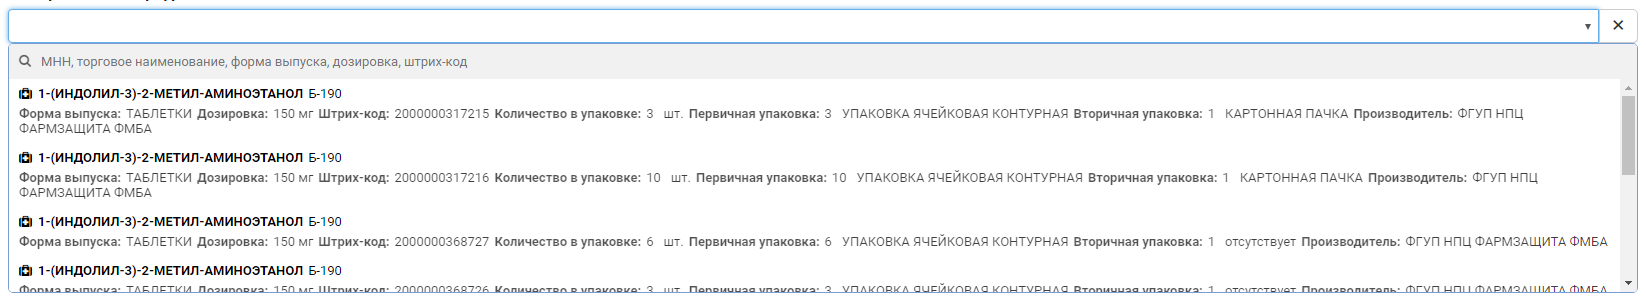 МНН, торговое наименование, форма выпуска, дозировка, штрих-код
1-(ИНДОЛИЛ-3)-2-МЕТИЛ-АМИНОЭТАНОЛ Б-190
Форма выпуска: ТАБЛЕТКИ Дозировка: 150 мг Штрих-код: 2000000317215 Количество в упаковке: 3 шт. Первичная упаковка: 3 УПАКОВКА ЯЧЕЙКОВАЯ КОНТУРНАЯ Вторичная упаковка: 1 КАРТОННАЯ ПАЧКА Производитель: ФГУП НПЦ
ФАРМЗАЩИТА ФМБА
1-(ИНДОЛИЛ-3)-2-МЕТИЛ-АМИНОЭТАНОЛ Б-190
Форма выпуска: ТАБЛЕТКИ Дозировка: 150 мг Штрих-код: 2000000317216 Количество в упаковке: 10 шт. Первичная упаковка: 10 УПАКОВКА ЯЧЕЙКОВАЯ КОНТУРНАЯ Вторичная упаковка: 1 КАРТОННАЯ ПАЧКА Производитель: ФГУП НПЦ
ФАРМЗАЩИТА ФМБА
1-(ИНДОЛИЛ-3)-2-МЕТИЛ-АМИНОЭТАНОЛ Б-190
Форма выпуска: ТАБЛЕТКИ Дозировка: 150 мг Штрих-код: 2000000368727 Количество в упаковке: 6 шт. Первичная упаковка: 6 УПАКОВКА ЯЧЕЙКОВАЯ КОНТУРНАЯ Вторичная упаковка: 1 отсутствует Производитель: ФГУП НПЦ ФАРМЗАЩИТА ФМБА
1-(ИНДОЛИЛ-3)-2-МЕТИЛ-АМИНОЭТАНОЛ Б-190
Форма выпуска: ТАБЛЕТКИ Дозировка: 150 мг Штрих-код: 2000000368726 Количество в упаковке: 3 шт. Первичная упаковка: 3 УПАКОВКА ЯЧЕЙКОВАЯ КОНТУРНАЯ Вторичная упаковка: 1 отсутствует Производитель: ФГУП НПЦ ФАРМЗАЩИТА ФМБА